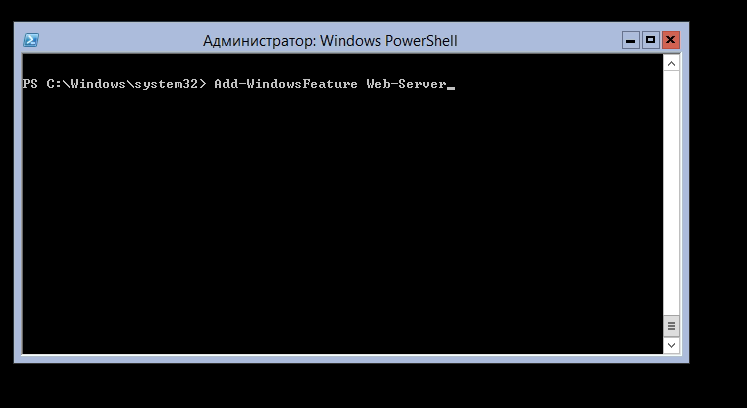 Администратор: Windows PowerShell
PS C:\Windows\system32> Add-WindowsFeature Web-Server